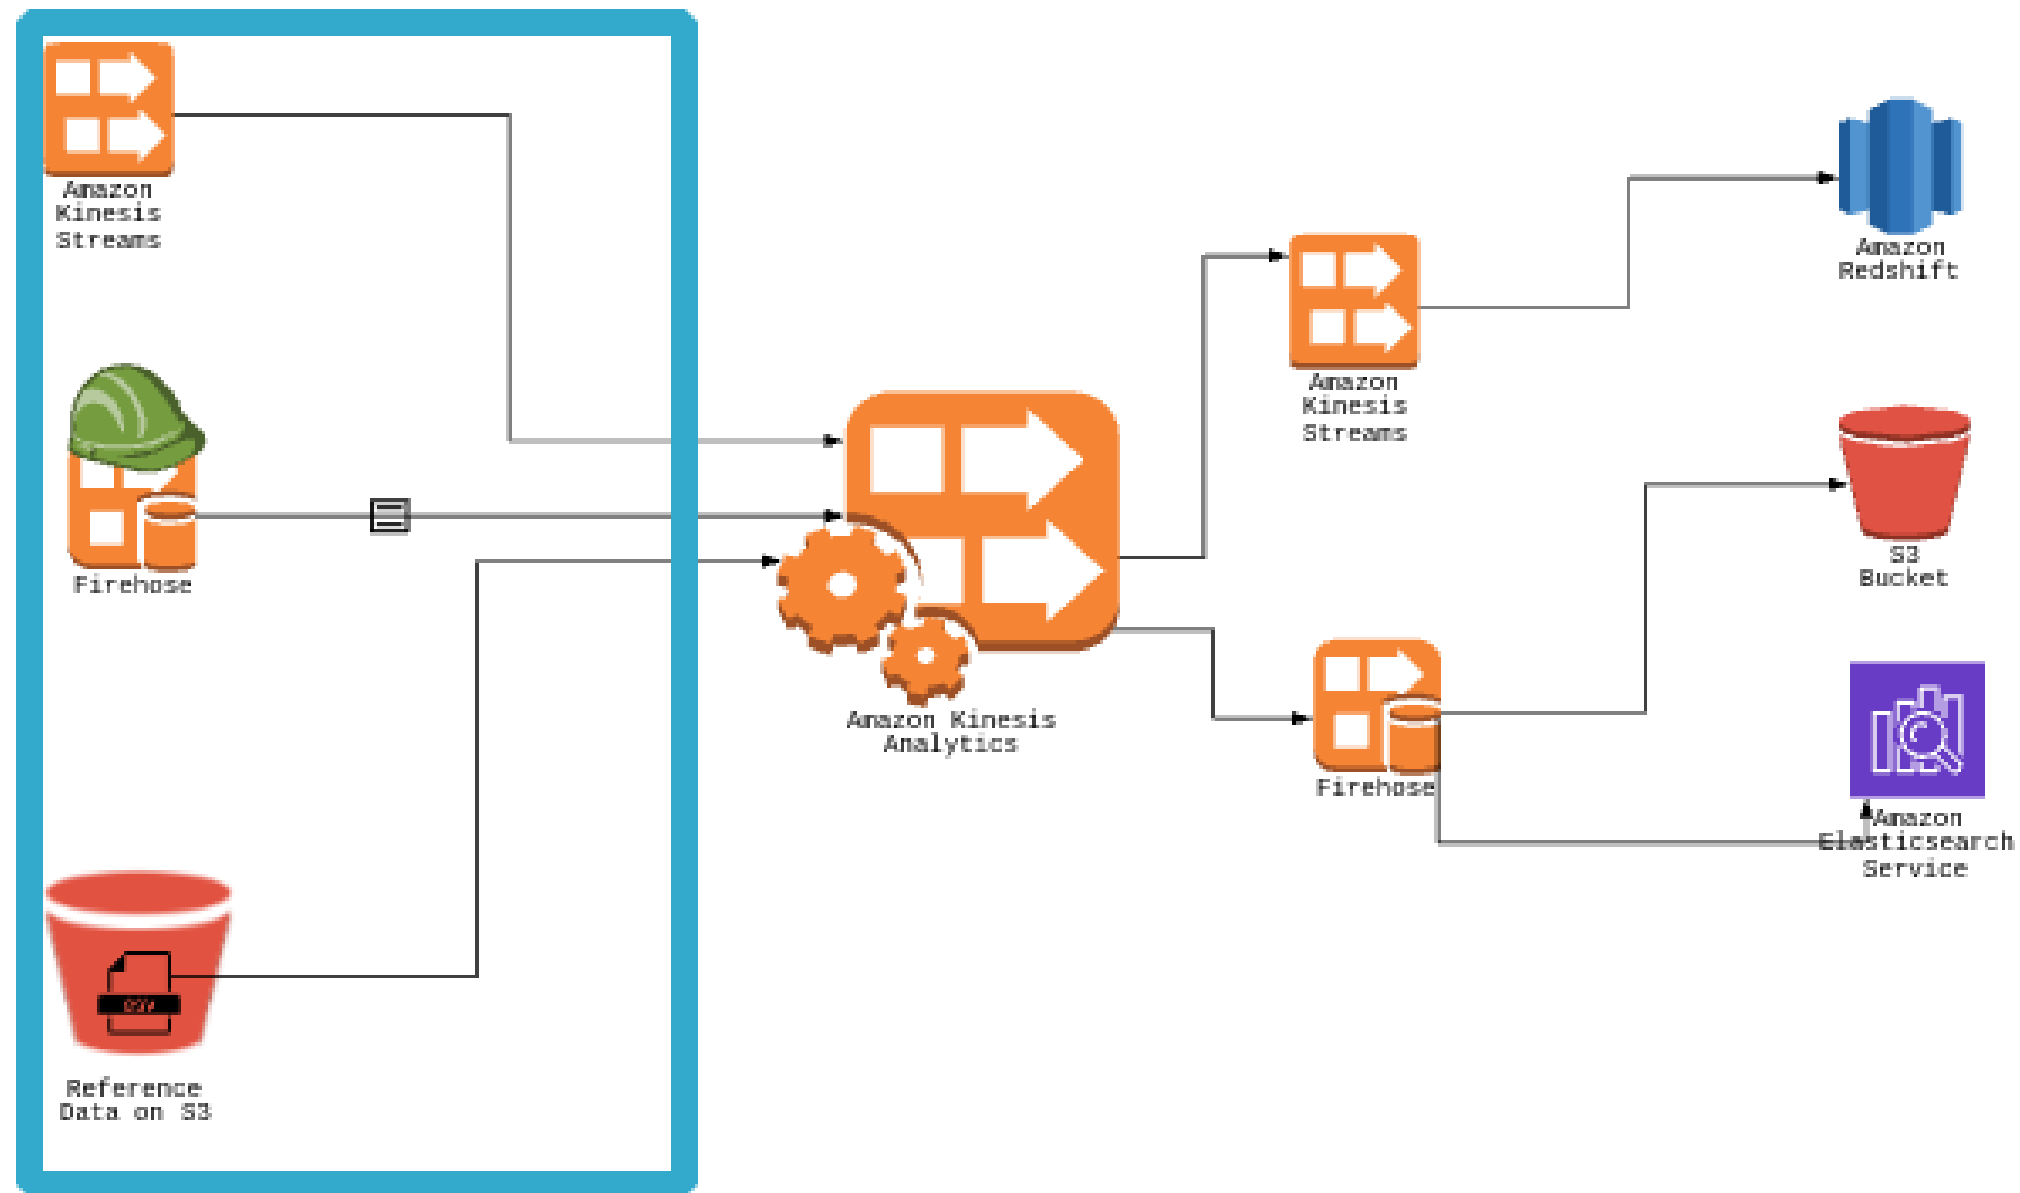 Amazon
Kinesis
Streams
Firehose
csv
Reference
Data on S3
Amazon Kinesis
Analytics
Amazon
Kinesis
Streams
Firehose
Amazon
Redshift
S3
Bucket
Amazon
Elasticsearch
Service